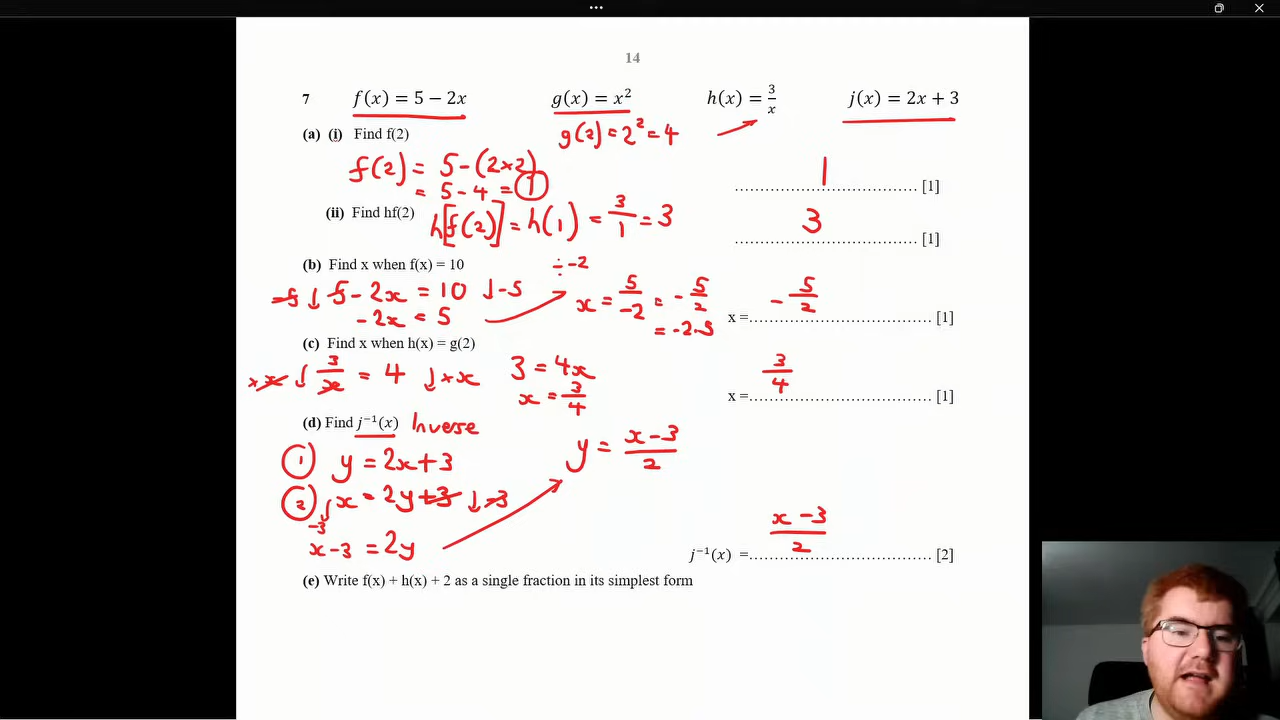 14
7 f(x) = 5 − 2x g(x) = x² h(x) = 3/x j(x) = 2x + 3
(a) (i) Find f(2) g(2) = 2² = 4
f(2) = 5 - (2×2)
= 5 - 4 = 1
1
[1]
(ii) Find hf(2) h[f(2)] = h(1) = 3/1 = 3
3
[1]
(b) Find x when f(x) = 10
÷ -2
-5 ↓ 5 - 2x = 10 ↓ -5
- 2x = 5
x = 5/-2 = - 5/2
= -2.5
- 5/2
x = [1]
(c) Find x when h(x) = g(2)
×x ↓ 3/x = 4 ↓ ×x 3 = 4x
x = 3/4
3/4
x = [1]
(d) Find j⁻¹(x) Inverse
1 y = 2x + 3
y = x - 3/2
2 x = 2y + 3 ↓ -3
-3
x - 3 = 2y
x - 3/2
j⁻¹(x) = [2]
(e) Write f(x) + h(x) + 2 as a single fraction in its simplest form